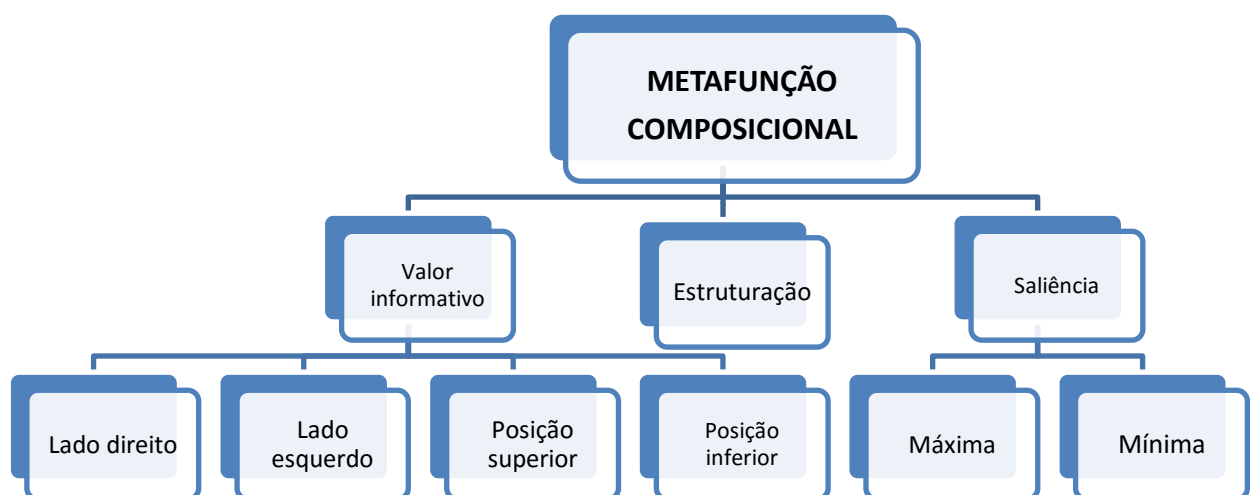 METAFUNÇÃO
COMPOSICIONAL
Valor
informativo
Estruturação
Saliência
Lado direito
Lado
esquerdo
Posição
superior
Posição
inferior
Máxima
Mínima